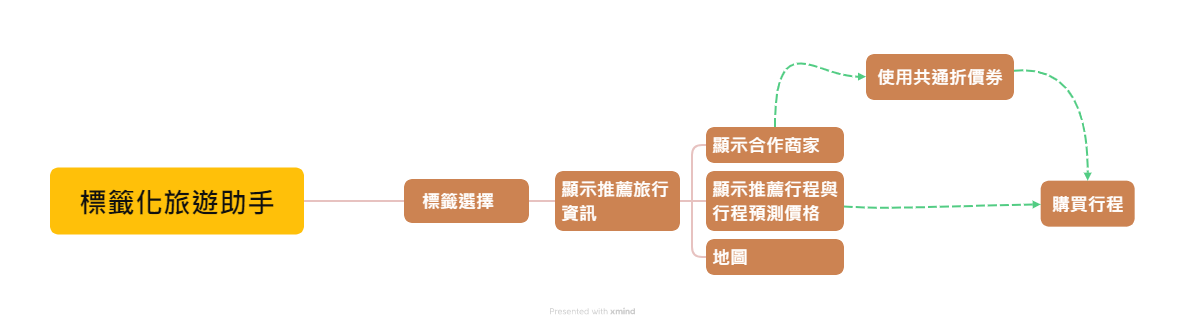 標籤化旅遊助手
標籤選擇
顯示推薦旅行
資訊
顯示合作商家
顯示推薦行程與
行程預測價格
地圖
使用共通折價券
購買行程
Presented with xmind